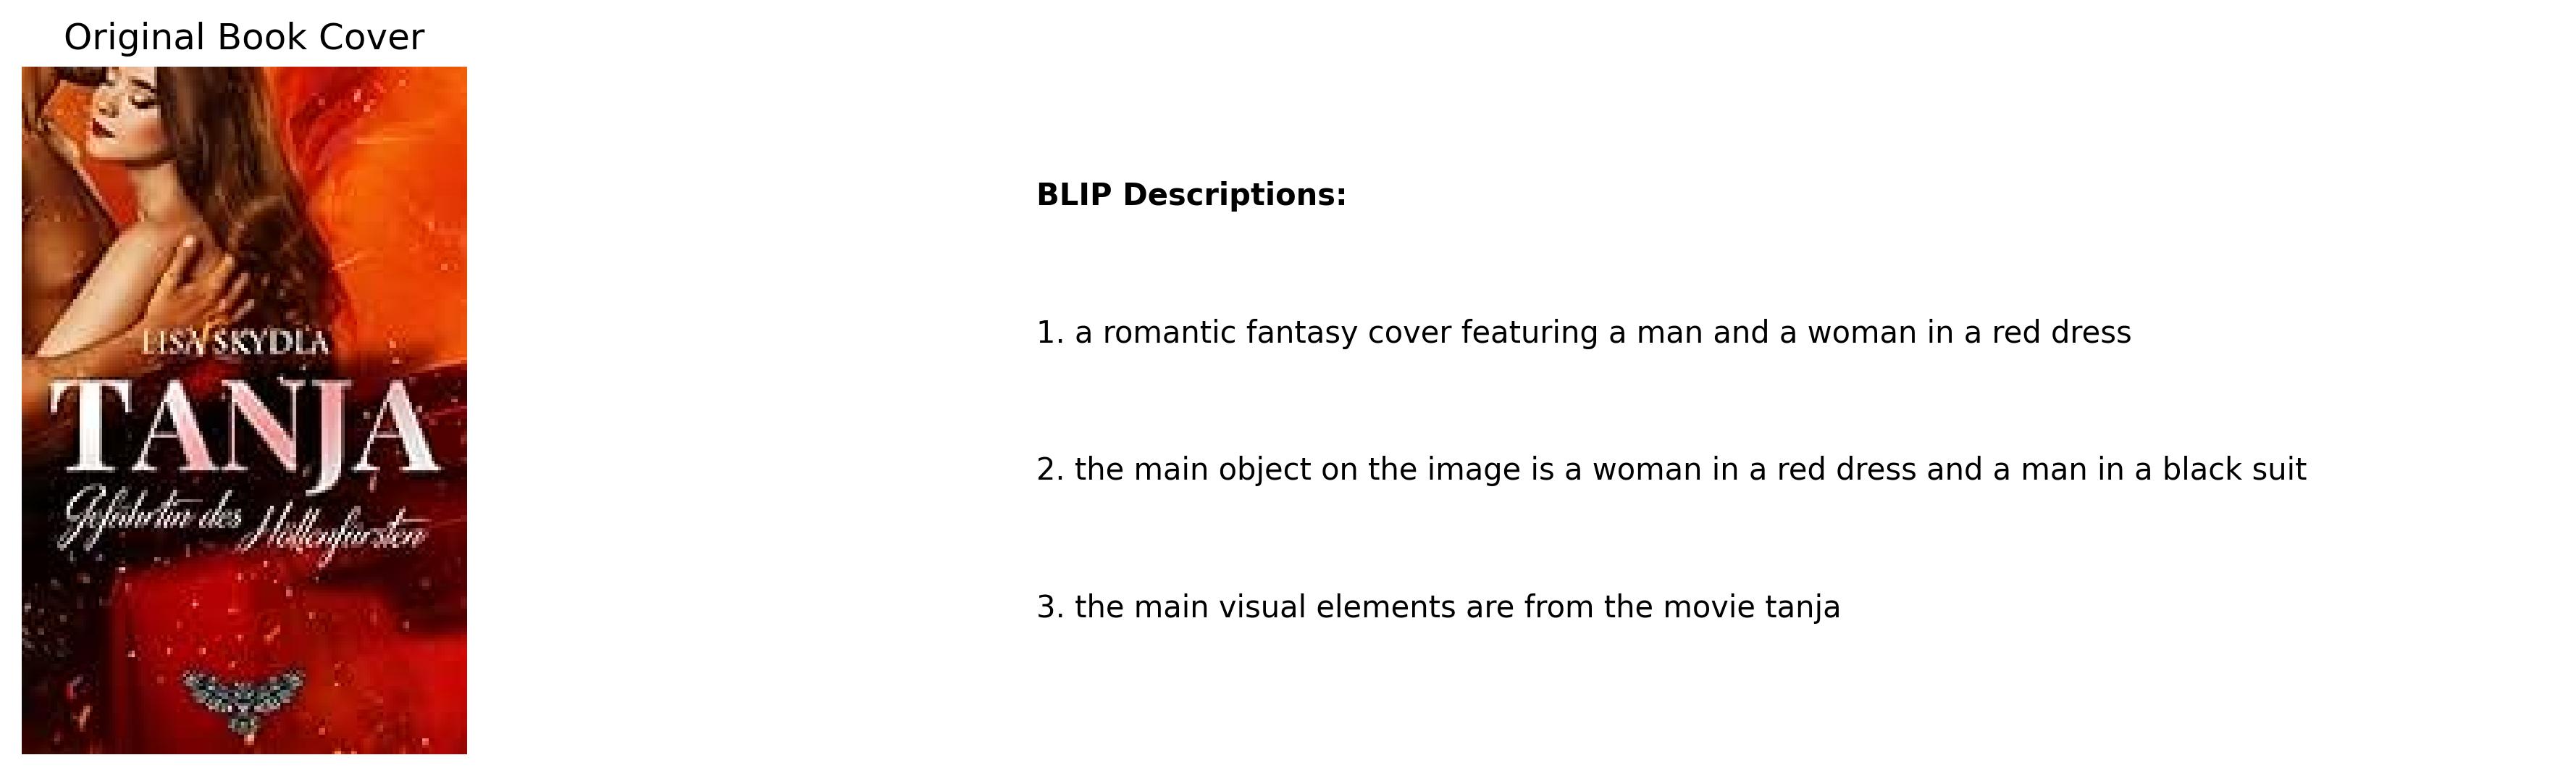 Original Book Cover
LISA SKYDLA
TANJA
Gefährtin des Höllenfürsten
BLIP Descriptions:
1. a romantic fantasy cover featuring a man and a woman in a red dress
2. the main object on the image is a woman in a red dress and a man in a black suit
3. the main visual elements are from the movie tanja